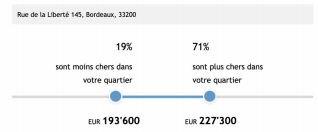 Rue de la Liberté 145, Bordeaux, 33200
19% 71%
sont moins chers dans sont plus chers dans
votre quartier votre quartier
EUR 193'600 EUR 227'300